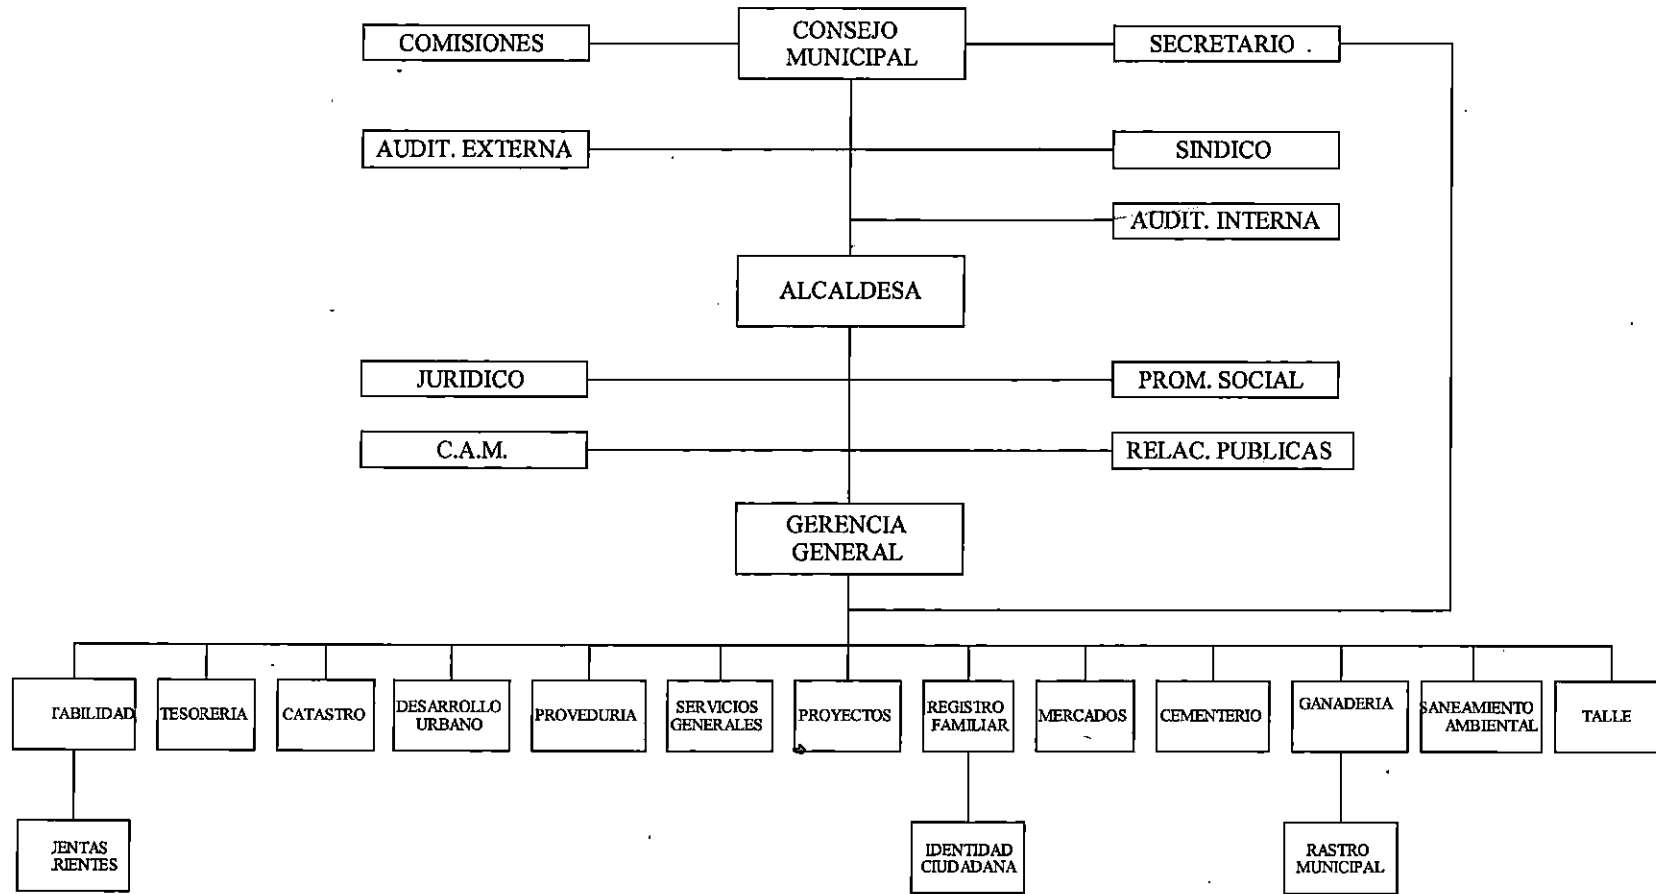 COMISIONES
CONSEJO
MUNICIPAL
SECRETARIO
AUDIT. EXTERNA
SINDICO
AUDIT. INTERNA
ALCALDESA
JURIDICO
PROM. SOCIAL
C.A.M.
RELAC. PUBLICAS
GERENCIA
GENERAL
TABILIDAD
TESORERIA
CATASTRO
DESARROLLO
URBANO
PROVEDURIA
SERVICIOS
GENERALES
PROYECTOS
REGISTRO
FAMILIAR
MERCADOS
CEMENTERIO
GANADERIA
SANEAMIENTO
AMBIENTAL
TALLE
JENTAS
RIENTES
IDENTIDAD
CIUDADANA
RASTRO
MUNICIPAL